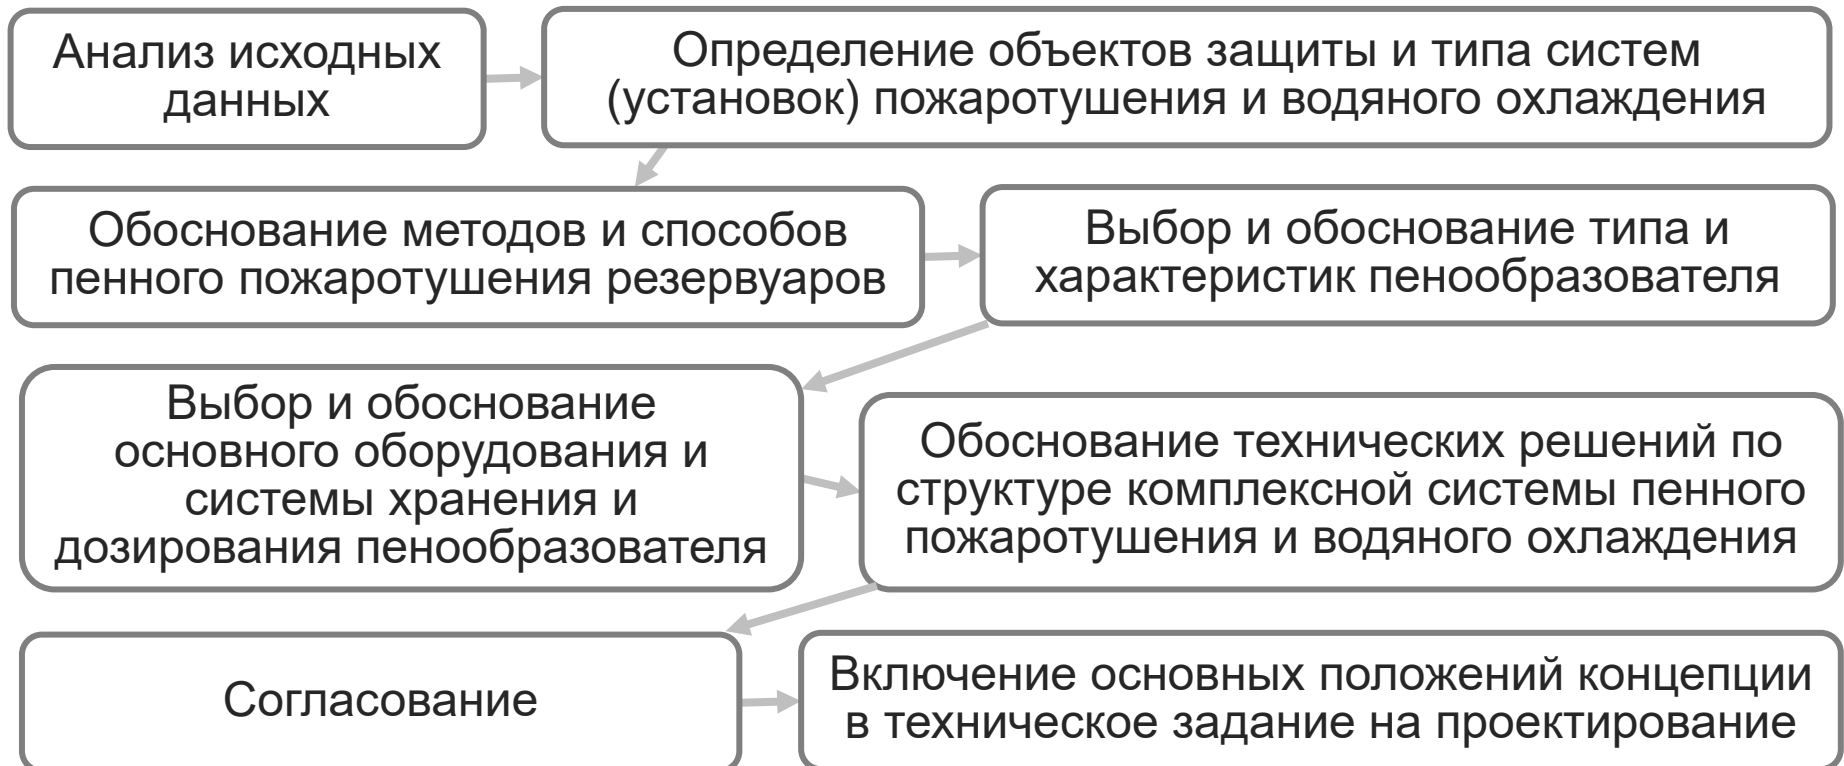 Анализ исходных
данных
Определение объектов защиты и типа систем
(установок) пожаротушения и водяного охлаждения
Обоснование методов и способов
пенного пожаротушения резервуаров
Выбор и обоснование типа и
характеристик пенообразователя
Выбор и обоснование
основного оборудования и
системы хранения и
дозирования пенообразователя
Обоснование технических решений по
структуре комплексной системы пенного
пожаротушения и водяного охлаждения
Согласование
Включение основных положений концепции
в техническое задание на проектирование